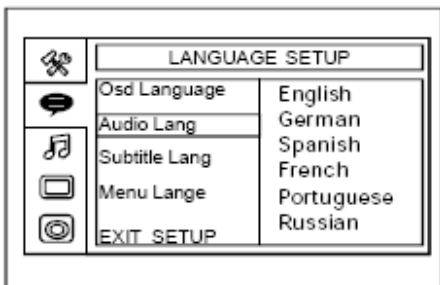 LANGUAGE SETUP
Osd Language
Audio Lang
Subtitle Lang
Menu Lange
EXIT SETUP
English
German
Spanish
French
Portuguese
Russian